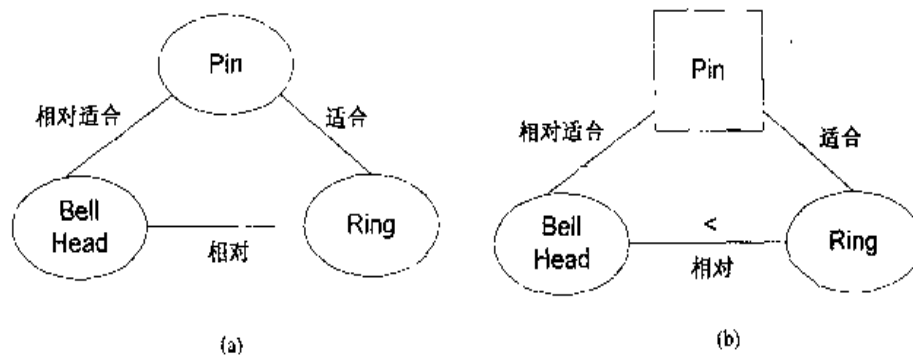 Pin
相对适合
适合
Bell
Head
Ring
相对
(a)
Pin
相对适合
适合
Bell
Head
<
Ring
相对
(b)